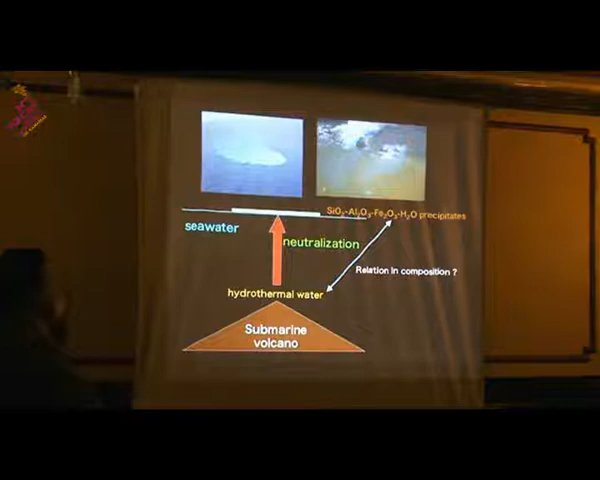 SiO2-Al2O3-Fe2O3-H2O precipitates
seawater
neutralization
Relation in composition ?
hydrothermal water
Submarine
volcano